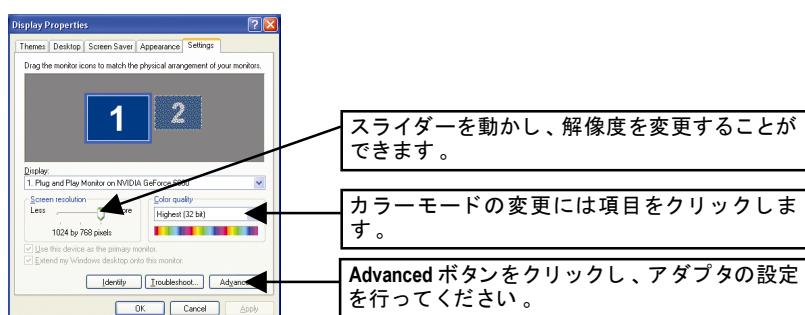 Display Properties
Themes Desktop Screen Saver Appearance Settings
Drag the monitor icons to match the physical arrangement of your monitors.
1 2
Display:
1. Plug and Play Monitor on NVIDIA GeForce
Screen resolution
Less
1024 by 768 pixels
Color quality
Highest (32 bit)
Use this device as the primary monitor.
Extend my Windows desktop onto this monitor.
Identify Troubleshoot...
OK Cancel Apply
スライダーを動かし、解像度を変更することが
できます。
カラーモードの変更には項目をクリックしま
す。
Advanced ボタンをクリックし、アダプタの設定
を行ってください。